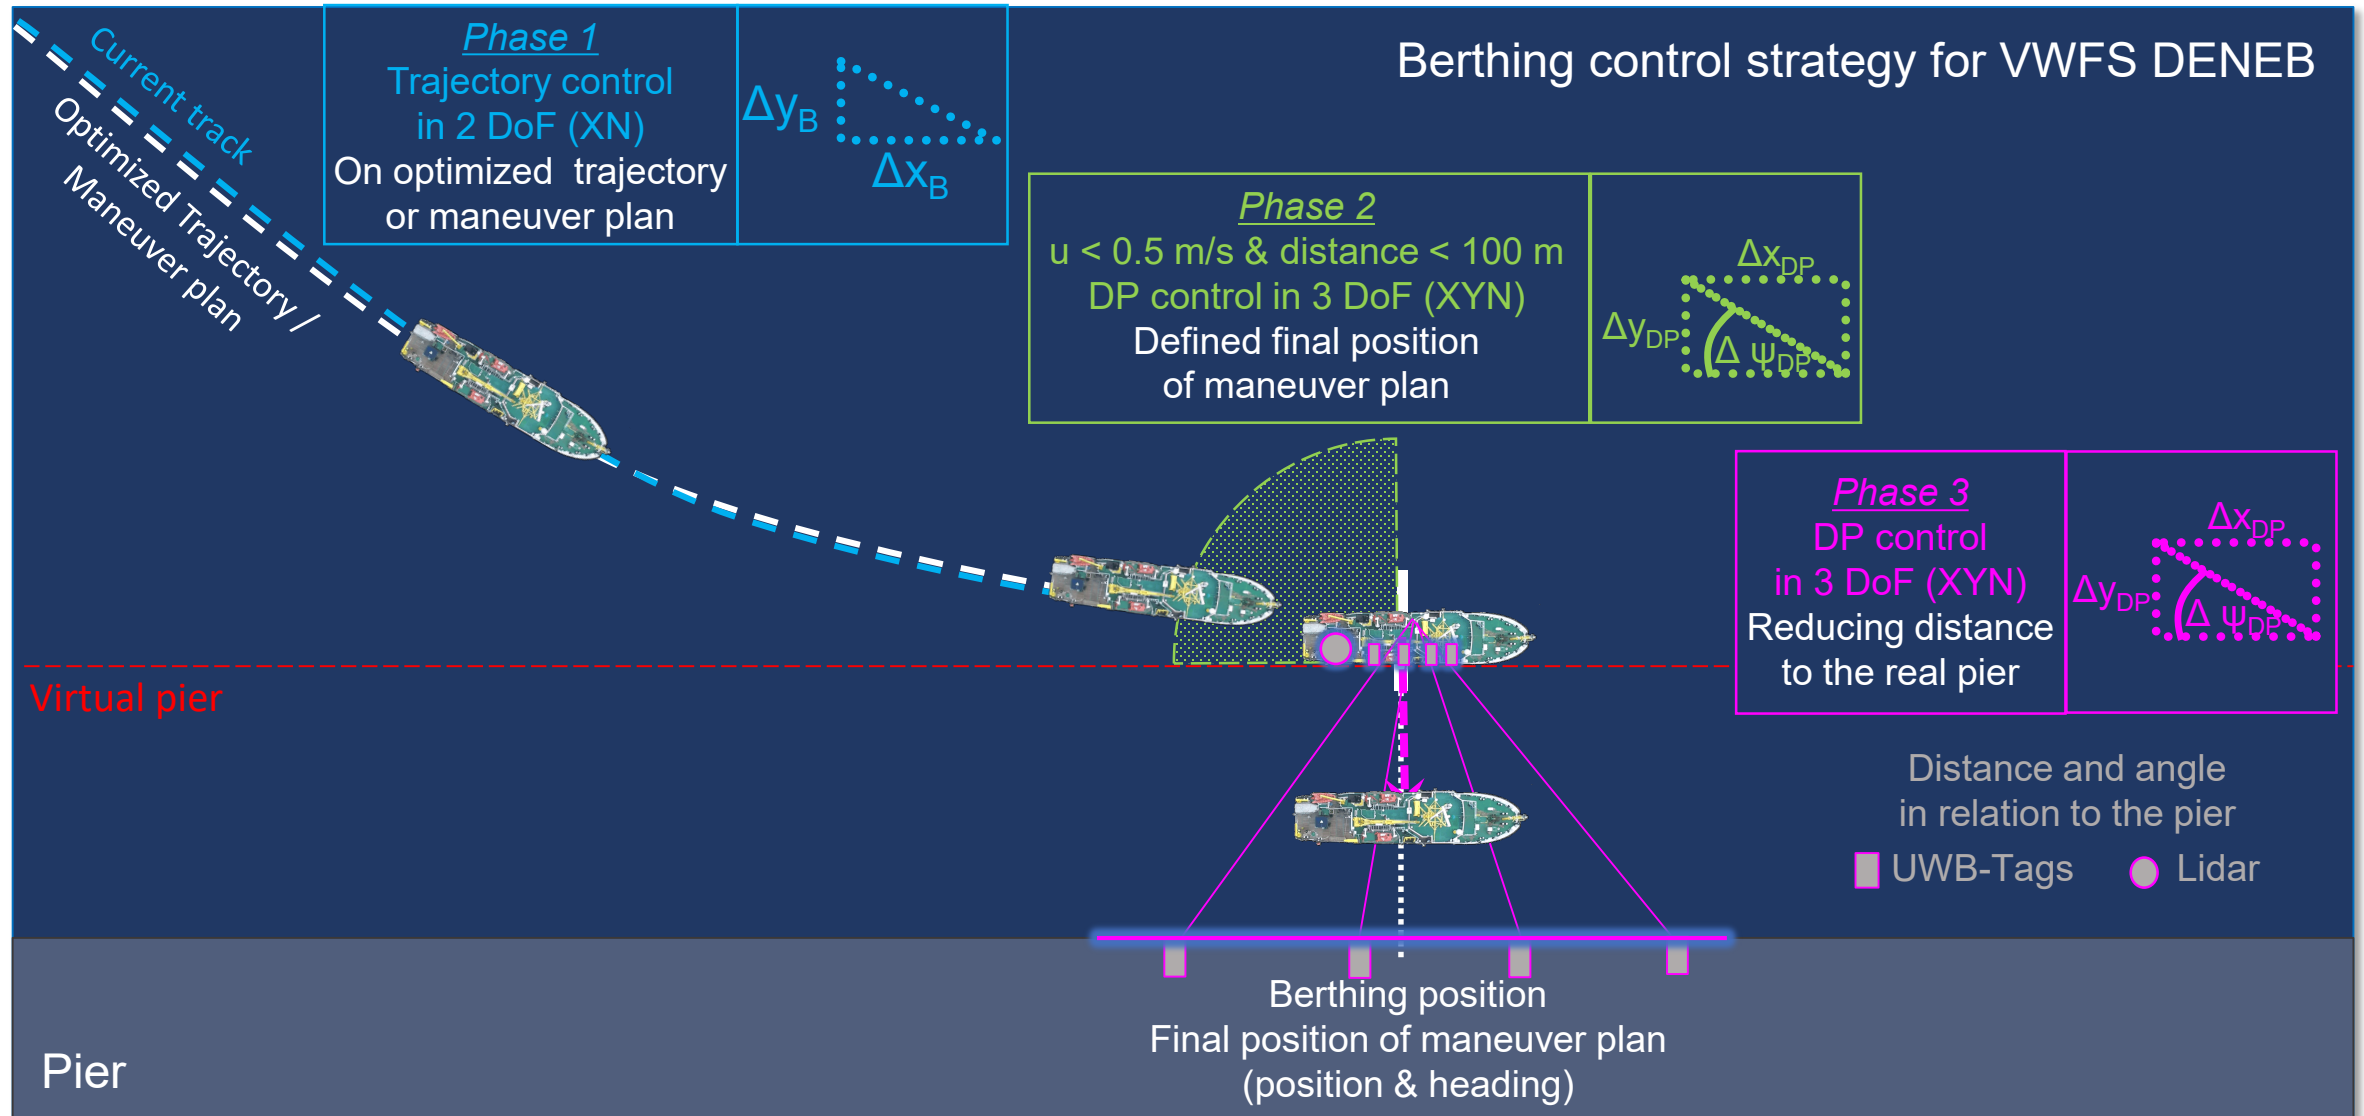 Berthing control strategy for VWFS DENEB
Current track
Optimized Trajectory /
Maneuver plan
Phase 1
Trajectory control
in 2 DoF (XN)
On optimized trajectory
or maneuver plan
ΔyB
ΔxB
Phase 2
u < 0.5 m/s & distance < 100 m
DP control in 3 DoF (XYN)
Defined final position
of maneuver plan
ΔxDP
ΔyDP
Δ ψDP
Phase 3
DP control
in 3 DoF (XYN)
Reducing distance
to the real pier
ΔxDP
ΔyDP
Δ ψDP
Virtual pier
Distance and angle
in relation to the pier
UWB-Tags
Lidar
Berthing position
Final position of maneuver plan
(position & heading)
Pier